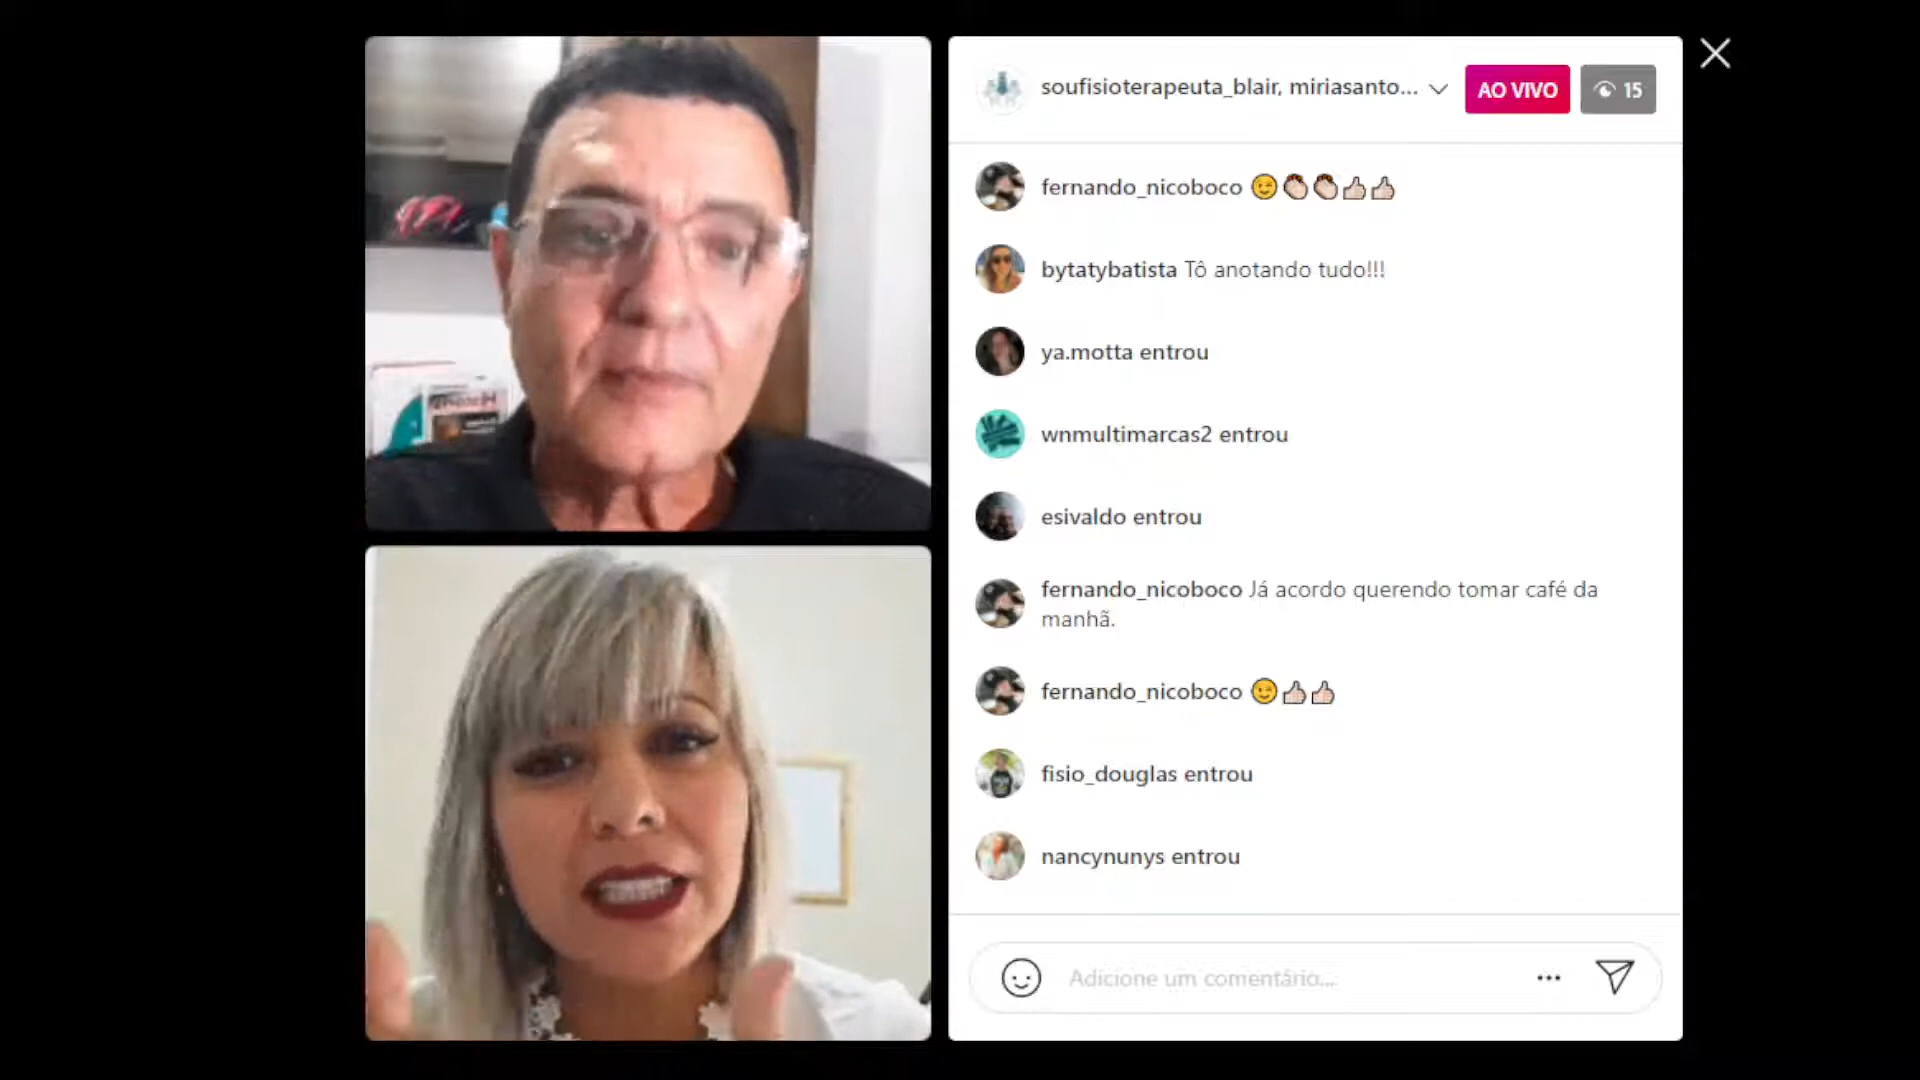 soufisioterapeuta_blair, miriasanto...
AO VIVO
15
fernando_nicoboco 😉👏🏻👏🏻👍🏻👍🏻
bytatybatista Tô anotando tudo!!!
ya.motta entrou
wnmultimarcas2 entrou
esivaldo entrou
fernando_nicoboco Já acordo querendo tomar café da
manhã.
fernando_nicoboco 😉👍🏻👍🏻
fisio_douglas entrou
nancynunys entrou
Adicione um comentário...